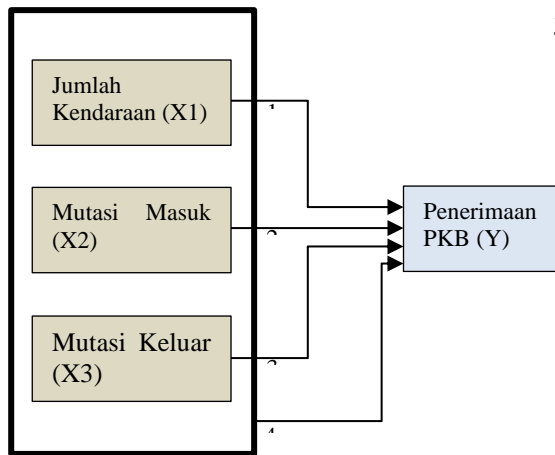 Jumlah
Kendaraan (X1)
Mutasi Masuk
(X2)
Penerimaan
PKB (Y)
Mutasi Keluar
(X3)